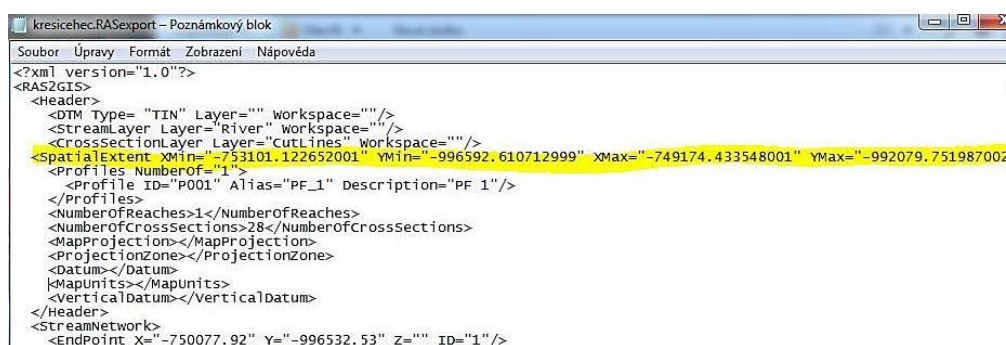 kresicehec.RASexport – Poznámkový blok
Soubor Úpravy Formát Zobrazení Nápověda
<?xml version="1.0"?>
<RAS2GIS>
<Header>
<DTM Type= "TIN" Layer="" Workspace=""/>
<StreamLayer Layer="River" Workspace=""/>
<CrossSectionLayer Layer="CutLines" Workspace=""/>
<SpatialExtent XMin="-753101.122652001" YMin="-996592.610712999" XMax="-749174.433548001" YMax="-992079.751987002
<Profiles NumberOf="1">
<Profile ID="P001" Alias="PF_1" Description="PF 1"/>
</Profiles>
<NumberOfReaches>1</NumberOfReaches>
<NumberOfCrossSections>28</NumberOfCrossSections>
<MapProjection></MapProjection>
<ProjectionZone></ProjectionZone>
<Datum></Datum>
<MapUnits></MapUnits>
<VerticalDatum></VerticalDatum>
</Header>
<StreamNetwork>
<EndPoint X="-750077.92" Y="-996532.53" Z="" ID="1"/>